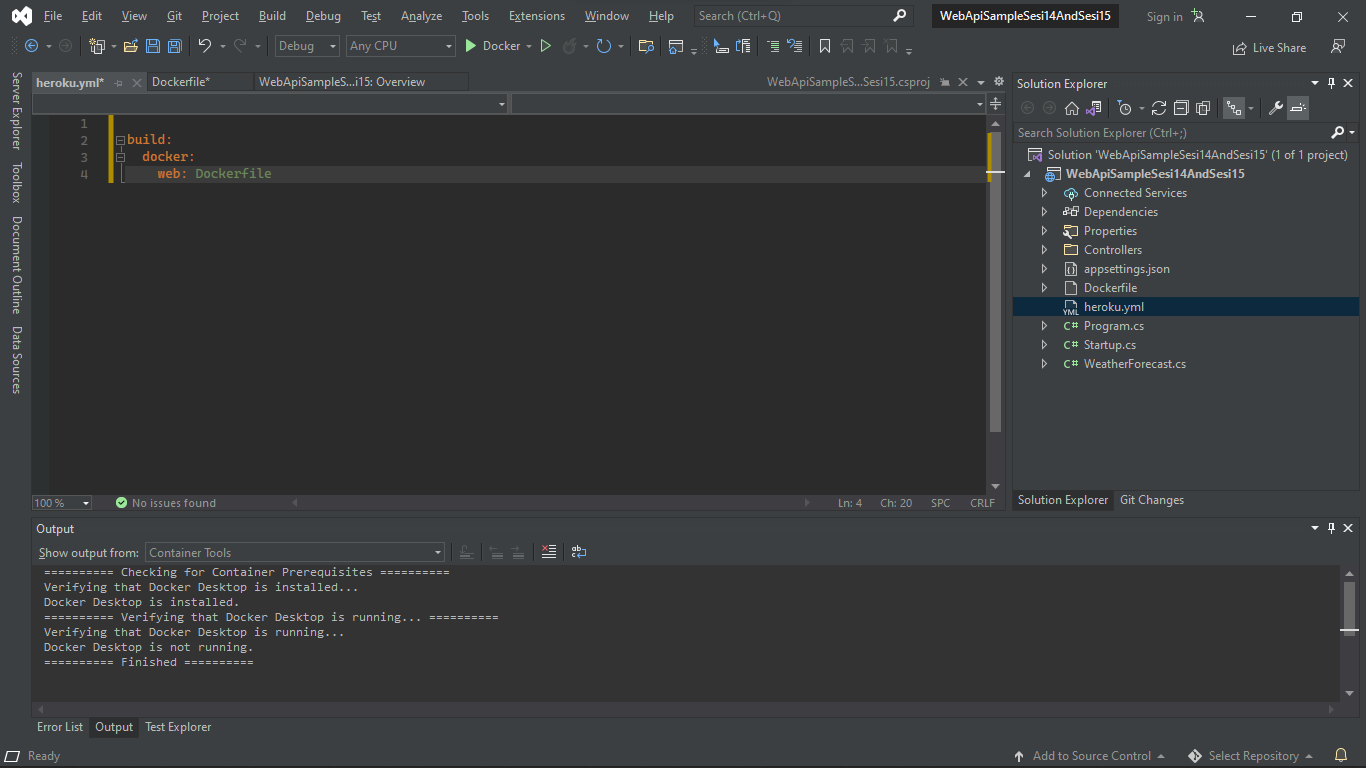 File Edit View Git Project Build Debug Test Analyze Tools Extensions Window Help Search (Ctrl+Q) WebApiSampleSesi14AndSesi15 Sign in
Debug Any CPU Docker Live Share
Server Explorer
Toolbox
Document Outline
Data Sources
heroku.yml* Dockerfile* WebApiSampleS...i15: Overview WebApiSampleS...Sesi15.csproj
1
2 build:
3 docker:
4 web: Dockerfile
100 % No issues found Ln: 4 Ch: 20 SPC CRLF
Solution Explorer
Search Solution Explorer (Ctrl+;)
Solution 'WebApiSampleSesi14AndSesi15' (1 of 1 project)
WebApiSampleSesi14AndSesi15
Connected Services
Dependencies
Properties
Controllers
appsettings.json
Dockerfile
YML heroku.yml
C# Program.cs
C# Startup.cs
C# WeatherForecast.cs
Solution Explorer Git Changes
Output
Show output from: Container Tools
========== Checking for Container Prerequisites ==========
Verifying that Docker Desktop is installed...
Docker Desktop is installed.
========== Verifying that Docker Desktop is running... ==========
Verifying that Docker Desktop is running...
Docker Desktop is not running.
========== Finished ==========
Error List Output Test Explorer
Ready Add to Source Control Select Repository